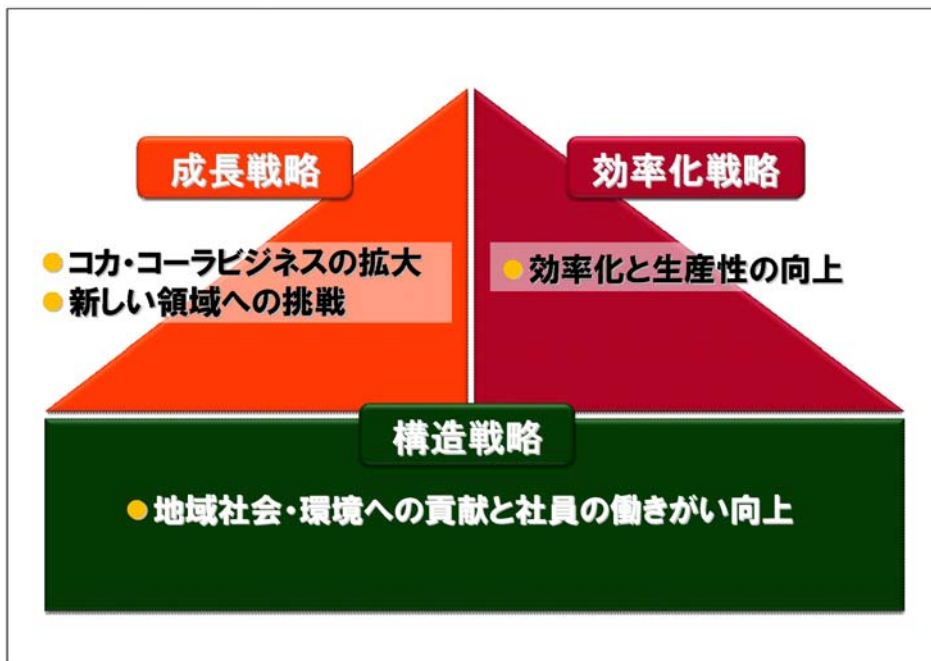 成長戦略
● コカ・コーラビジネスの拡大
● 新しい領域への挑戦
効率化戦略
● 効率化と生産性の向上
構造戦略
● 地域社会・環境への貢献と社員の働きがい向上